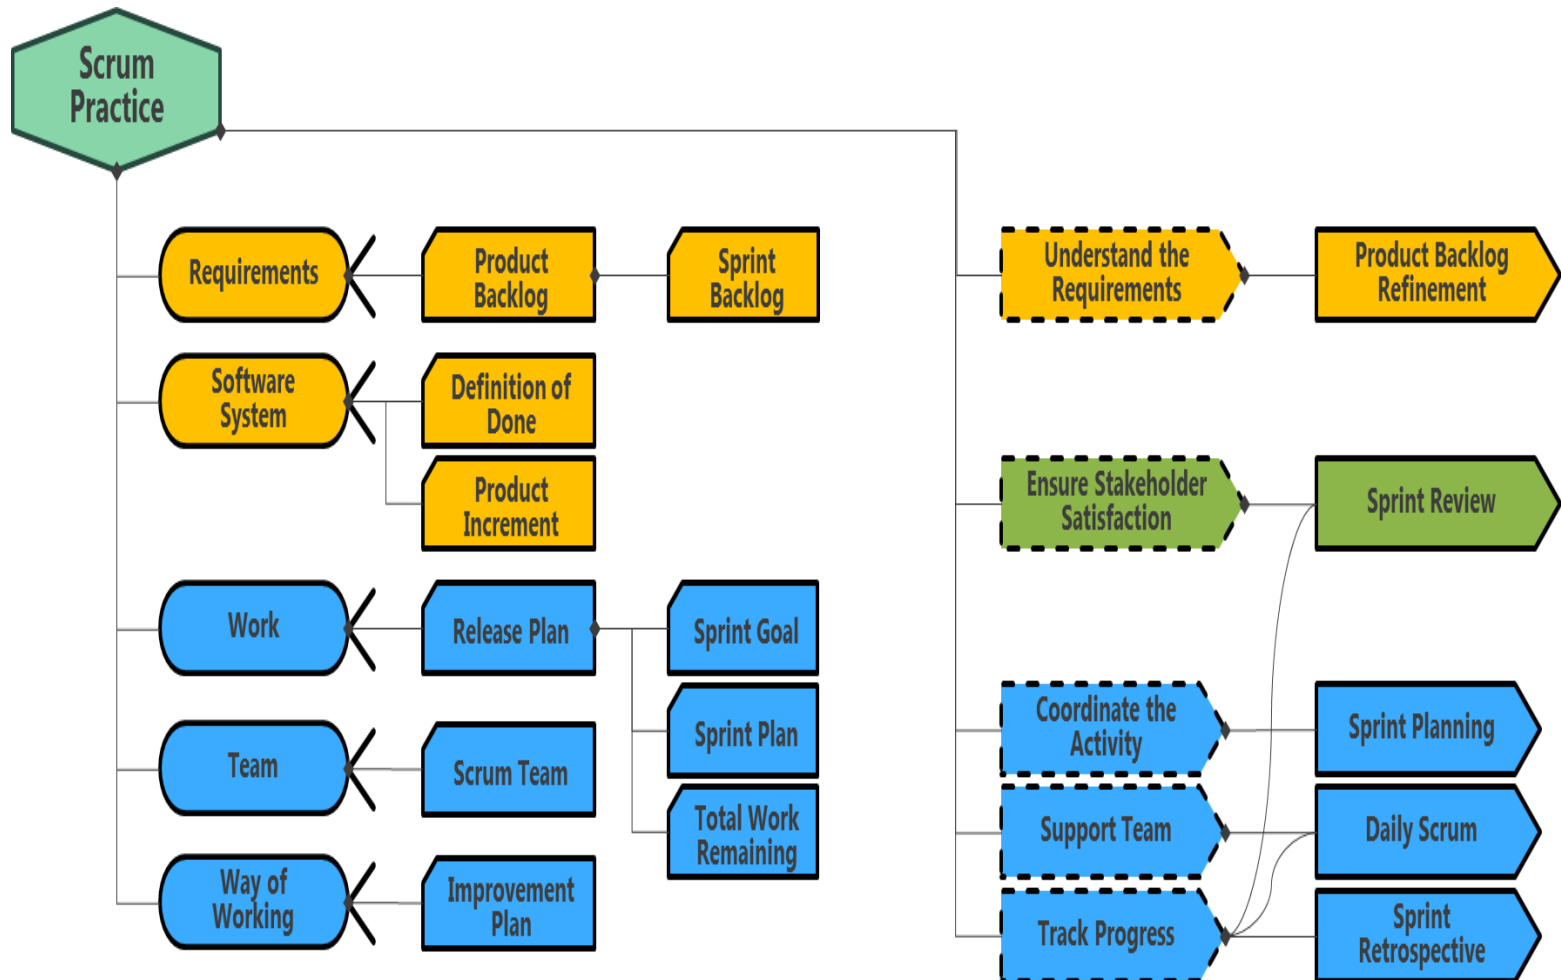 Scrum
Practice
Requirements
Product
Backlog
Sprint
Backlog
Understand the
Requirements
Product Backlog
Refinement
Software
System
Definition of
Done
Product
Increment
Ensure Stakeholder
Satisfaction
Sprint Review
Work
Release Plan
Sprint Goal
Sprint Plan
Coordinate the
Activity
Sprint Planning
Team
Scrum Team
Total Work
Remaining
Support Team
Daily Scrum
Way of
Working
Improvement
Plan
Track Progress
Sprint
Retrospective